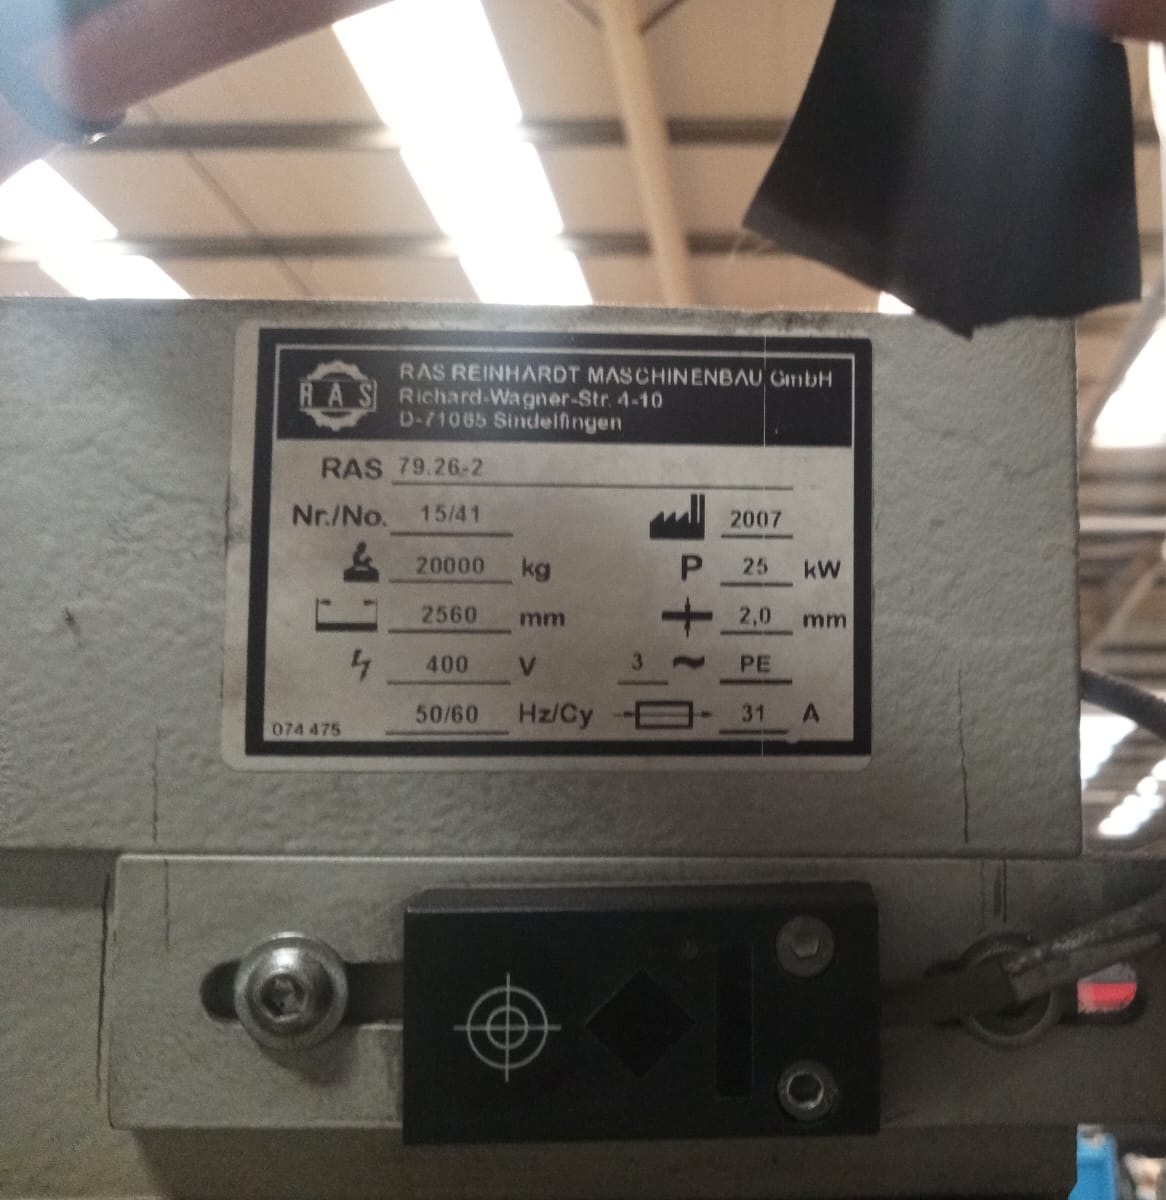 RAS
RAS REINHARDT MASCHINENBAU GmbH
Richard-Wagner-Str. 4-10
D-71065 Sindelfingen
RAS 79.26-2
Nr./No. 15/41 2007
20000 kg P 25 kW
2560 mm 2,0 mm
400 V 3 ~ PE
074 475 50/60 Hz/Cy 31 A